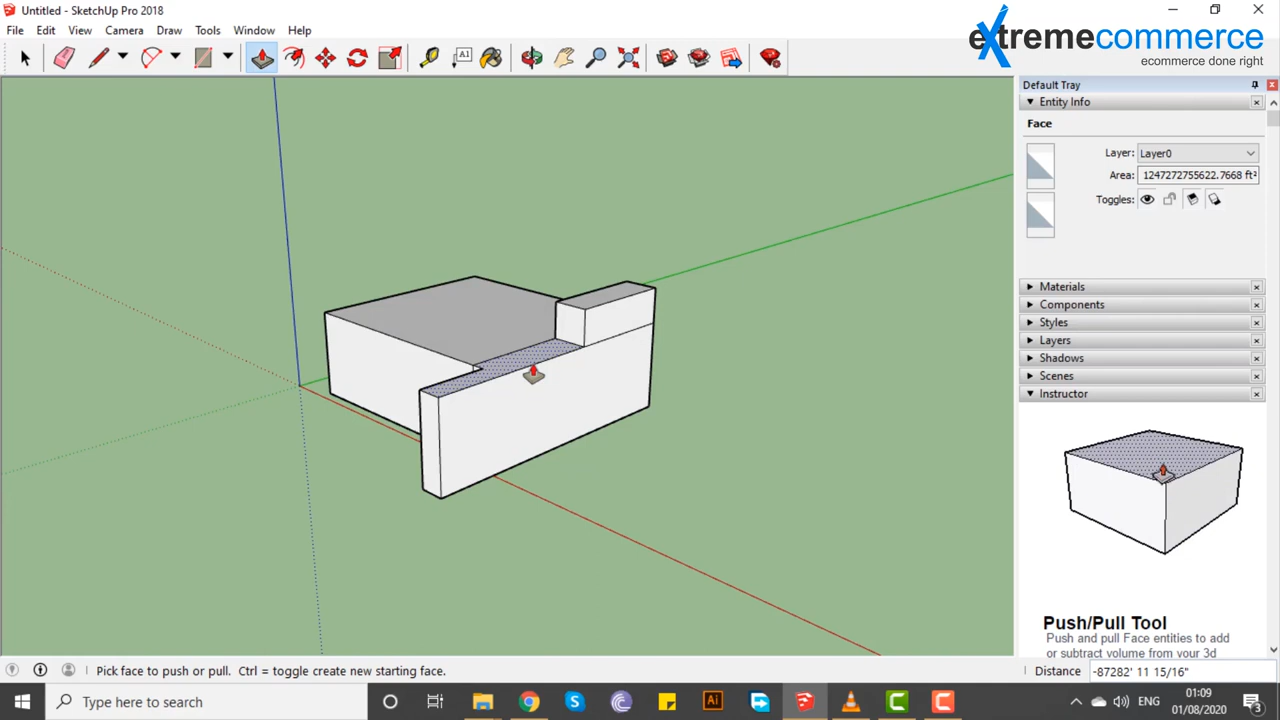 Untitled - SketchUp Pro 2018
File Edit View Camera Draw Tools Window Help
A1
extremecommerce
ecommerce done right
Default Tray
Entity Info
Face
Layer: Layer0
Area: 1247272755622.7668 ft²
Toggles:
Materials
Components
Styles
Layers
Shadows
Scenes
Instructor
Push/Pull Tool
Push and pull Face entities to add
or subtract volume from your 3d
Pick face to push or pull. Ctrl = toggle create new starting face.
Distance -87282' 11 15/16"
Type here to search
Ai
ENG
01:09
01/08/2020
3